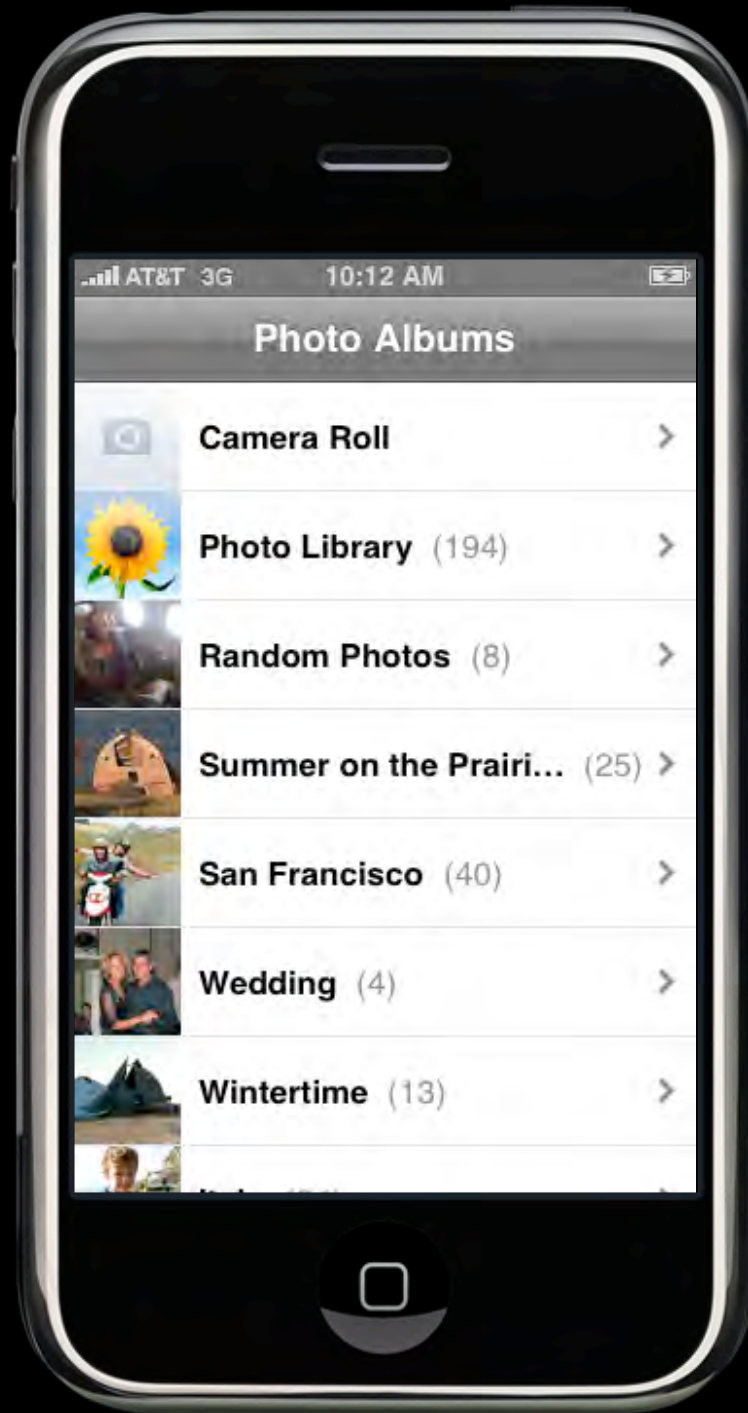 AT&T 3G 10:12 AM
Photo Albums
Camera Roll
Photo Library (194)
Random Photos (8)
Summer on the Prairi... (25)
San Francisco (40)
Wedding (4)
Wintertime (13)